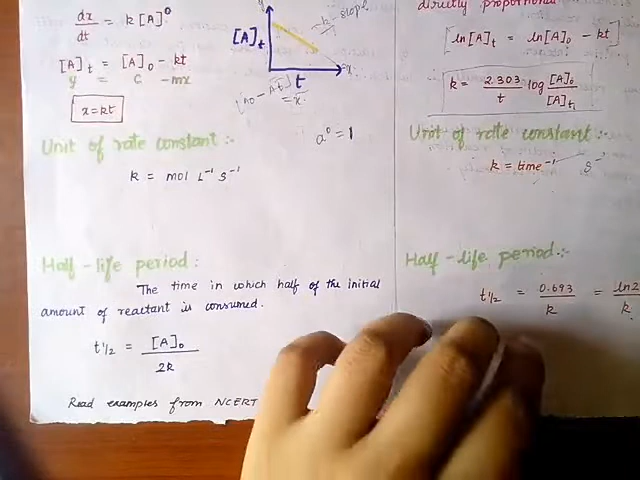 dx/dt = k[A]⁰
[A]t = [A]₀ - kt
y = c - mx
x = kt
y
[A]t
t
x
-k slope
[A₀ - At] = x
a⁰ = 1
Unit of rate constant :-
k = mol L⁻¹ s⁻¹
Half-life period :
The time in which half of the initial
amount of reactant is consumed.
t½ = [A]₀ / 2k
Read examples from NCERT
directly proportional
ln[A]t = ln[A]₀ - kt
k = 2.303/t log [A]₀/[A]t
Unit of rate constant :-
k = time⁻¹ s⁻¹
Half-life period :-
t½ = 0.693/k = ln2/k